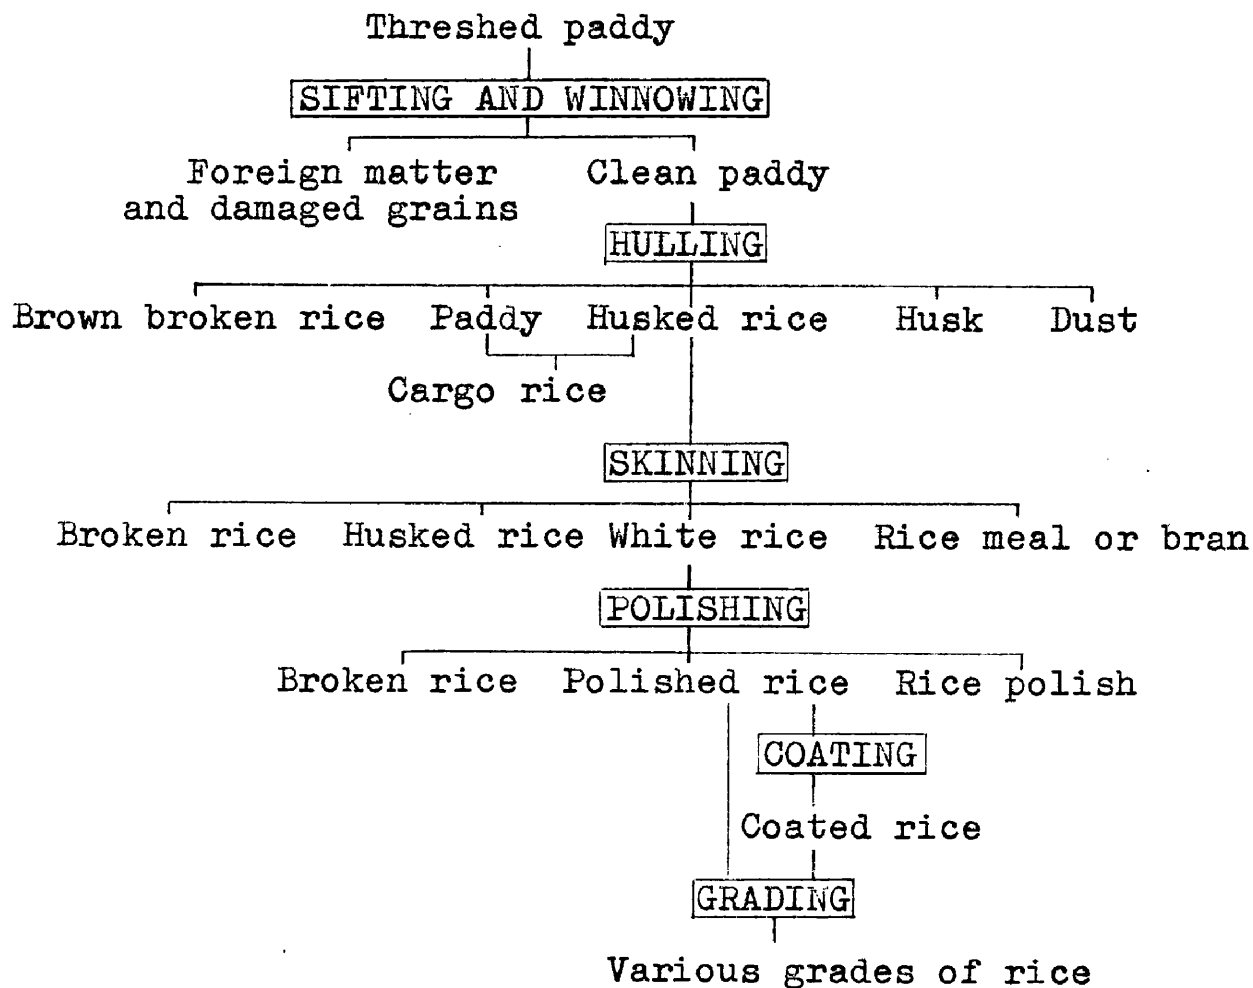 Threshed paddy
SIFTING AND WINNOWING
Foreign matter Clean paddy
and damaged grains
HULLING
Brown broken rice Paddy Husked rice Husk Dust
Cargo rice
SKINNING
Broken rice Husked rice White rice Rice meal or bran
POLISHING
Broken rice Polished rice Rice polish
COATING
Coated rice
GRADING
Various grades of rice